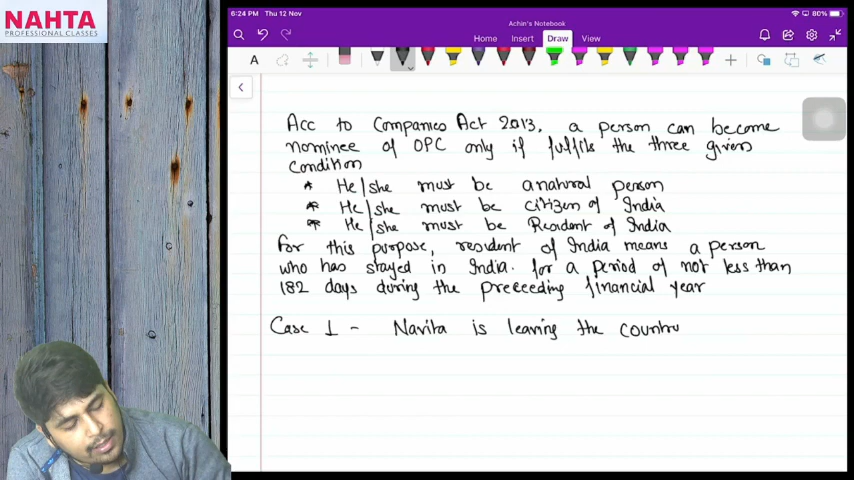 NAHTA
PROFESSIONAL CLASSES
6:24 PM Thu 12 Nov
80%
Achin's Notebook
Home Insert Draw View
A
Acc to Companies Act 2013, a person can become
nominee of OPC only if fulfils the three given
condition
* He/she must be a natural person
* He/she must be citizen of India
* He/she must be Resident of India
For this purpose, resident of India means a person
who has stayed in India. for a period of not less than
182 days during the preceeding financial year
Case 1 - Navita is leaving the country